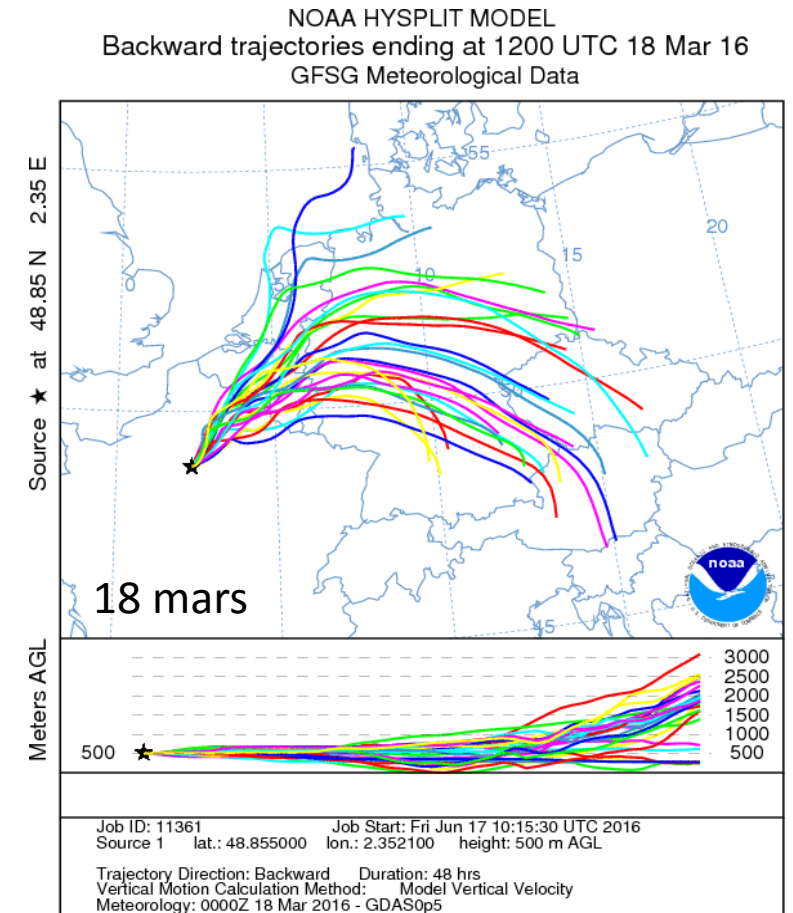 NOAA HYSPLIT MODEL
Backward trajectories ending at 1200 UTC 18 Mar 16
GFSG Meteorological Data
Source ★ at 48.85 N 2.35 E
55
20
15
10
0
5
50
45
noaa
18 mars
Meters AGL
3000
2500
2000
1500
1000
500
500
Job ID: 11361 Job Start: Fri Jun 17 10:15:30 UTC 2016
Source 1 lat.: 48.855000 lon.: 2.352100 height: 500 m AGL
Trajectory Direction: Backward Duration: 48 hrs
Vertical Motion Calculation Method: Model Vertical Velocity
Meteorology: 0000Z 18 Mar 2016 - GDAS0p5